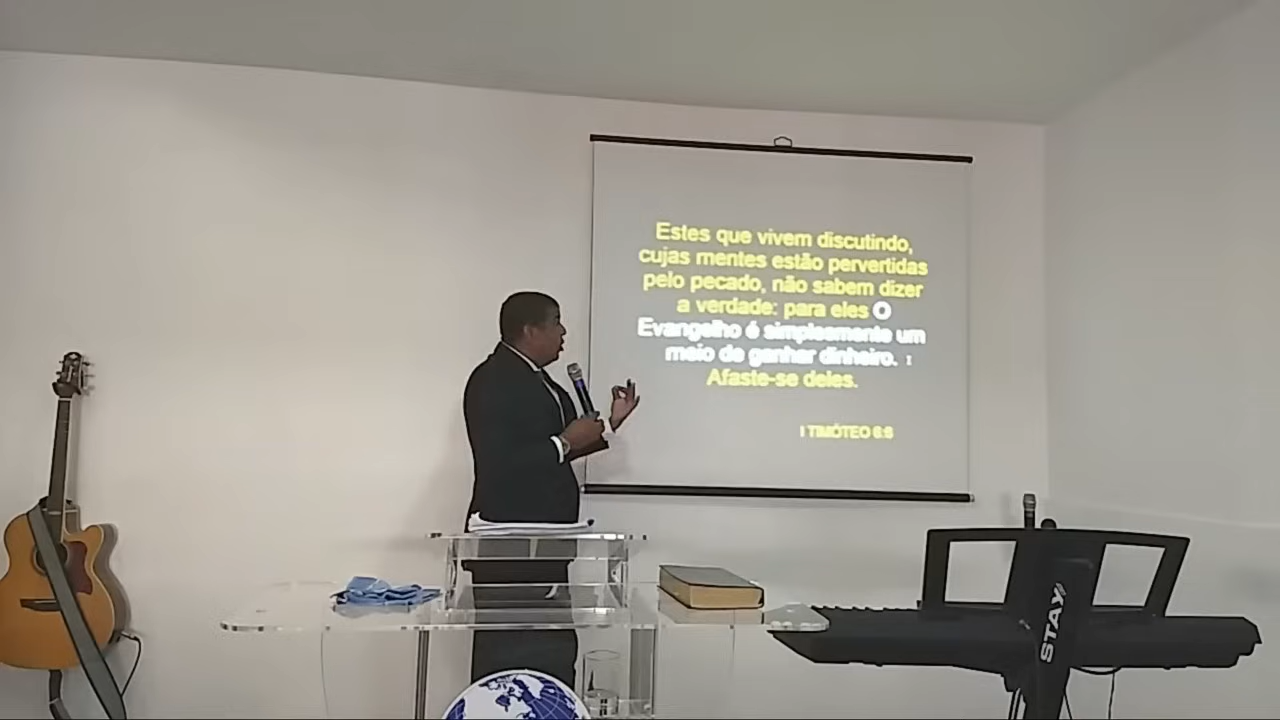 Estes que vivem discutindo,
cujas mentes estão pervertidas
pelo pecado, não sabem dizer
a verdade: para eles O
Evangelho é simplesmente um
meio de ganhar dinheiro. :
Afaste-se deles.
I TIMÓTEO 6:6
STAY